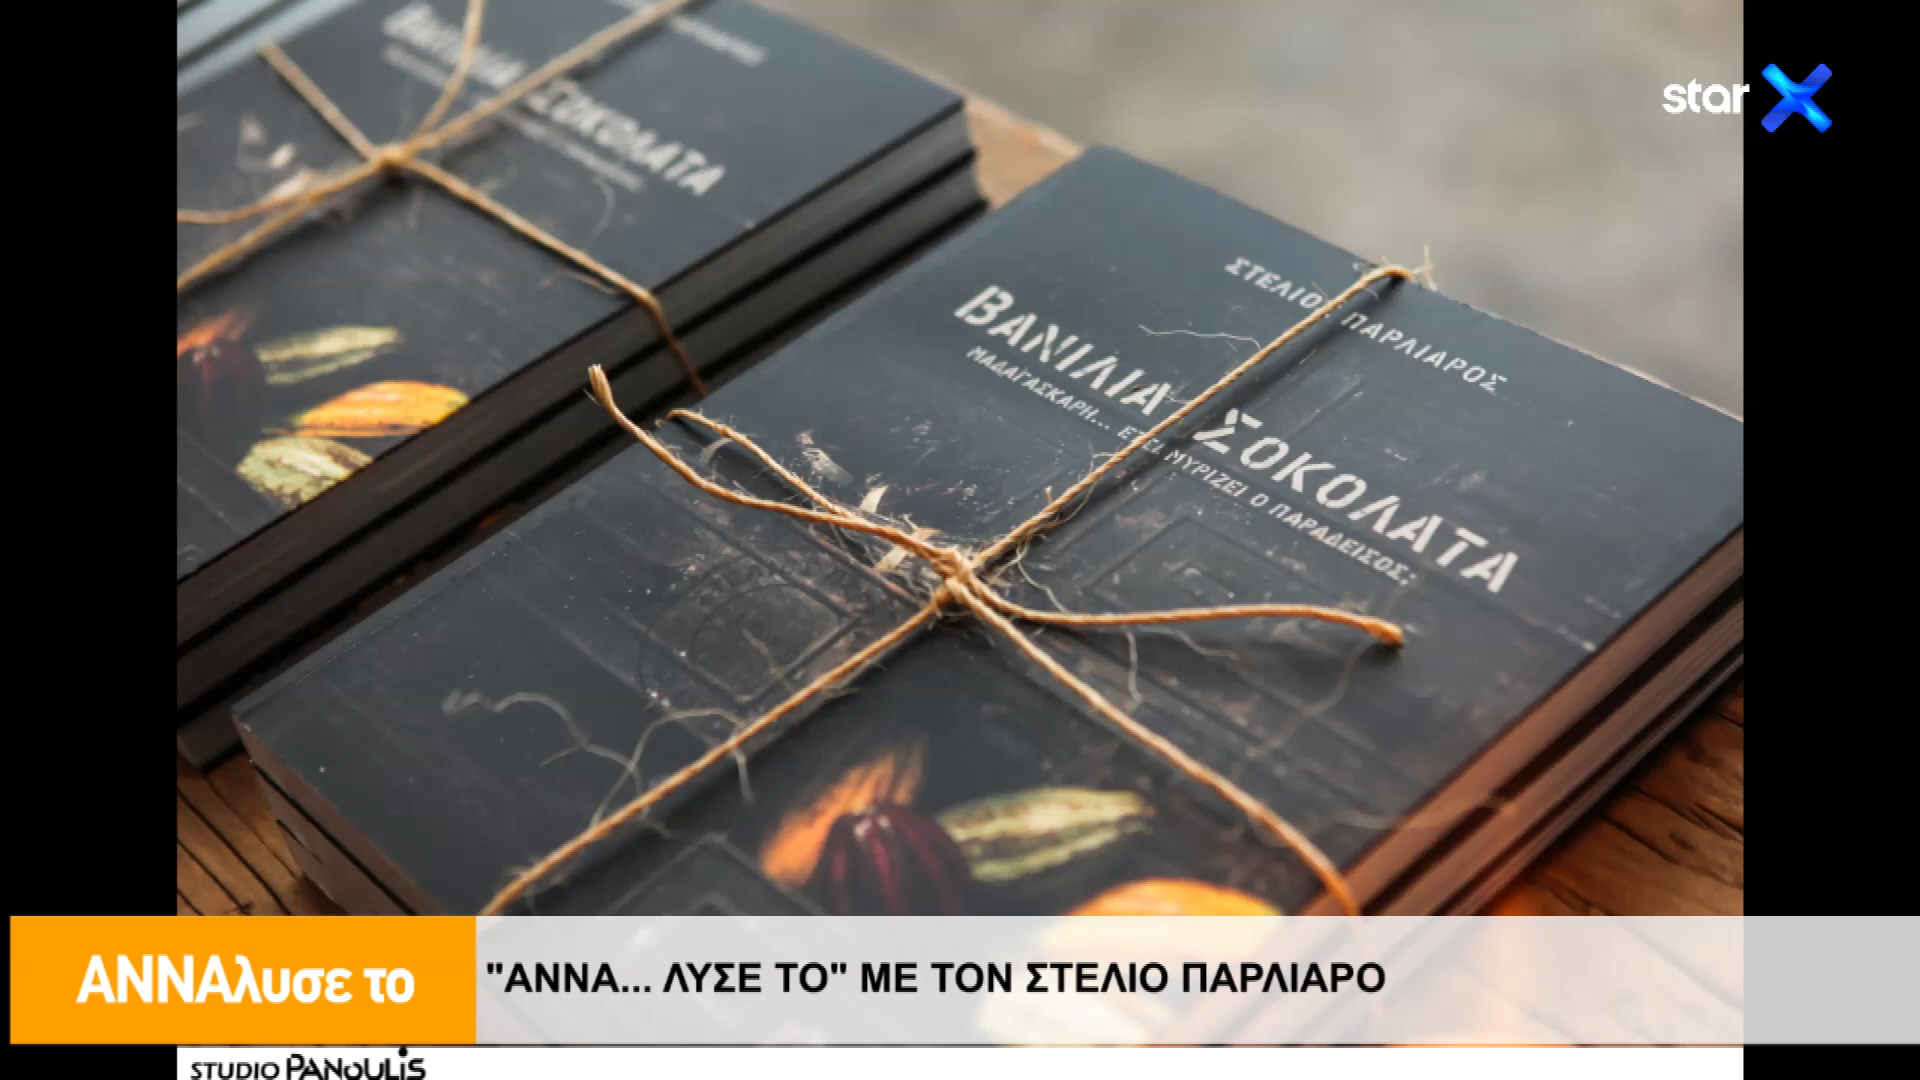 star X
ΒΑΝΙΛΙΑ ΣΟΚΟΛΑΤΑ
ΣΤΕΛΙΟΣ ΠΑΡΛΙΑΡΟΣ
ΒΑΝΙΛΙΑ ΣΟΚΟΛΑΤΑ
ΜΑΔΑΓΑΣΚΑΡΗ... ΕΤΣΙ ΜΥΡΙΖΕΙ Ο ΠΑΡΑΔΕΙΣΟΣ;
ΑΝΝΑλυσε το
"ΑΝΝΑ... ΛΥΣΕ ΤΟ" ΜΕ ΤΟΝ ΣΤΕΛΙΟ ΠΑΡΛΙΑΡΟ
STUDIO PANOULIS